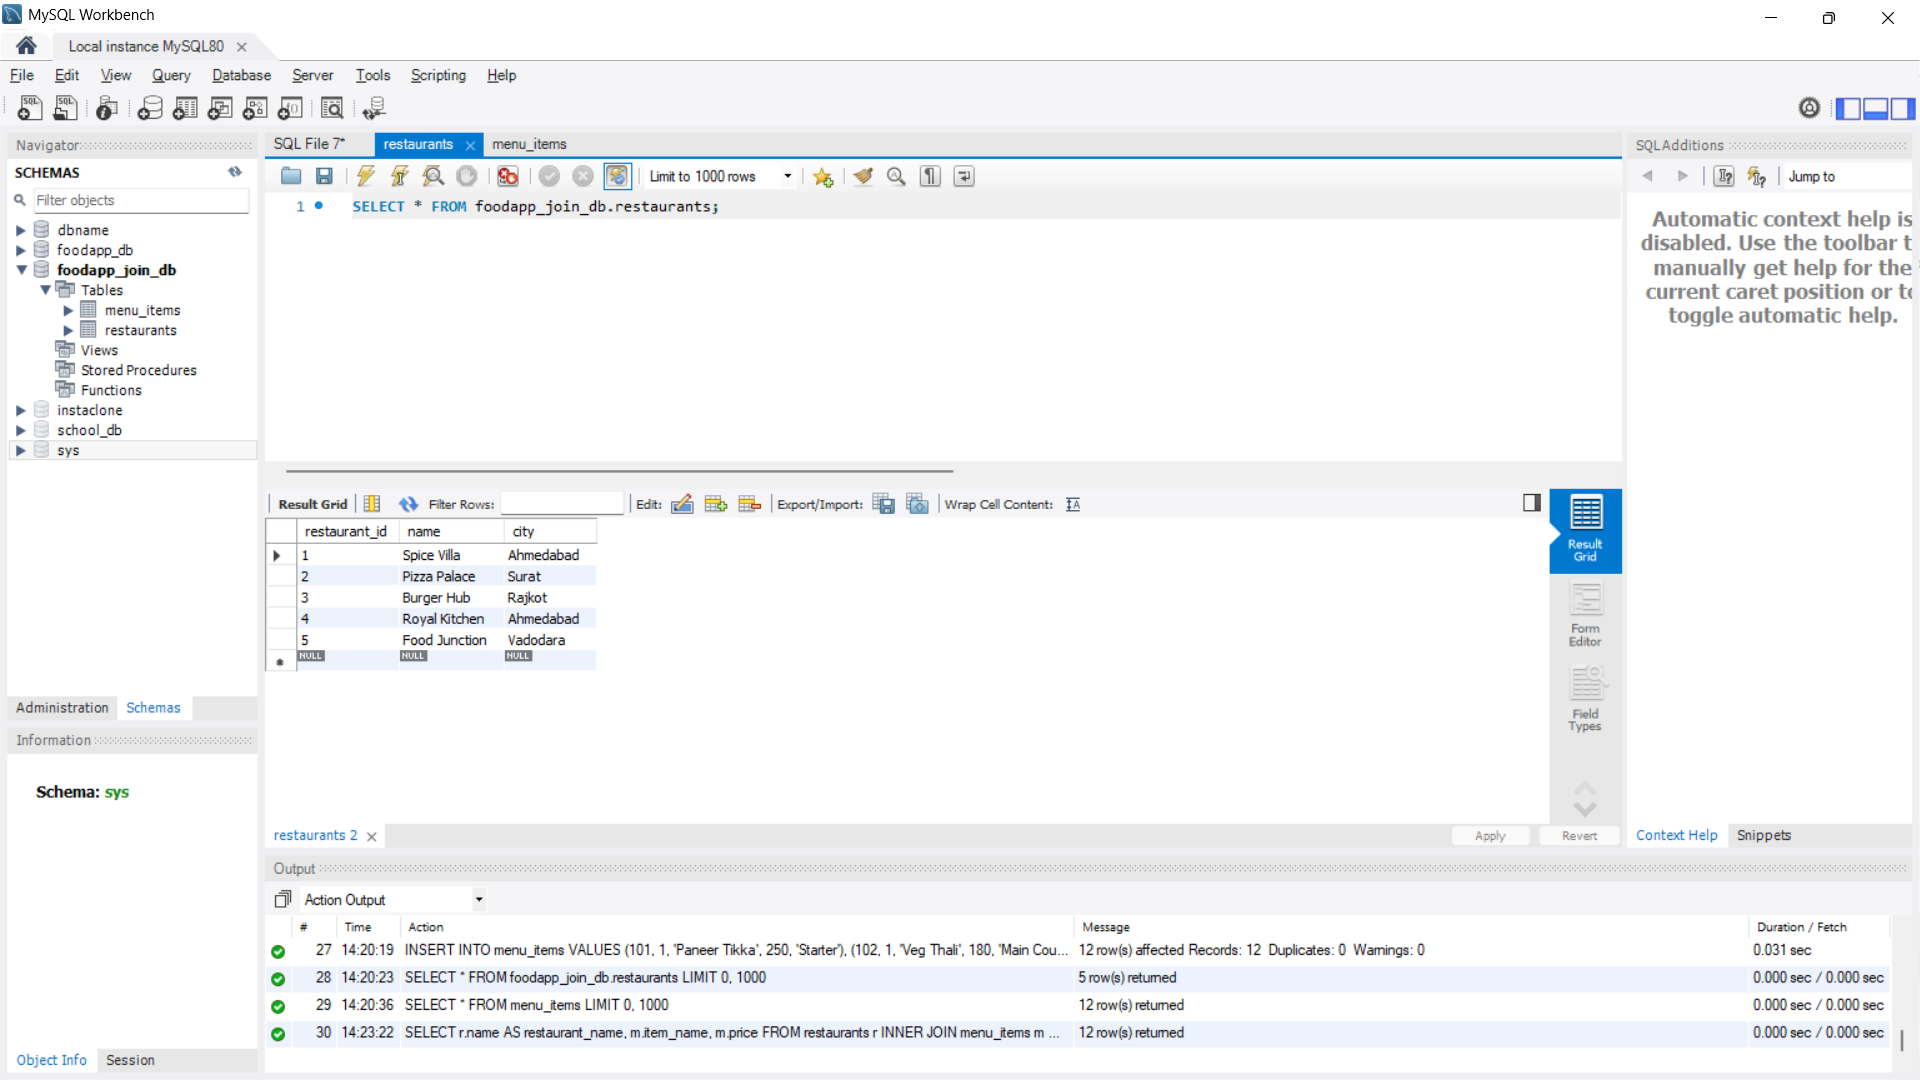 MySQL Workbench
Local instance MySQL80
File Edit View Query Database Server Tools Scripting Help
Navigator
SCHEMAS
Filter objects
dbname
foodapp_db
foodapp_join_db
Tables
menu_items
restaurants
Views
Stored Procedures
Functions
instaclone
school_db
sys
Administration Schemas
Information
Schema: sys
Object Info Session
SQL File 7* restaurants menu_items
Limit to 1000 rows
1 SELECT * FROM foodapp_join_db.restaurants;
Result Grid Filter Rows: Edit: Export/Import: Wrap Cell Content:
restaurant_id name city
1 Spice Villa Ahmedabad
2 Pizza Palace Surat
3 Burger Hub Rajkot
4 Royal Kitchen Ahmedabad
5 Food Junction Vadodara
NULL NULL NULL
Result Grid
Form Editor
Field Types
restaurants 2
Apply Revert
SQLAdditions
Jump to
Automatic context help is
disabled. Use the toolbar t
manually get help for the
current caret position or to
toggle automatic help.
Context Help Snippets
Output
Action Output
# Time Action Message Duration / Fetch
27 14:20:19 INSERT INTO menu_items VALUES (101, 1, 'Paneer Tikka', 250, 'Starter'), (102, 1, 'Veg Thali', 180, 'Main Cou... 12 row(s) affected Records: 12 Duplicates: 0 Warnings: 0 0.031 sec
28 14:20:23 SELECT * FROM foodapp_join_db.restaurants LIMIT 0, 1000 5 row(s) returned 0.000 sec / 0.000 sec
29 14:20:36 SELECT * FROM menu_items LIMIT 0, 1000 12 row(s) returned 0.000 sec / 0.000 sec
30 14:23:22 SELECT r.name AS restaurant_name, m.item_name, m.price FROM restaurants r INNER JOIN menu_items m ... 12 row(s) returned 0.000 sec / 0.000 sec